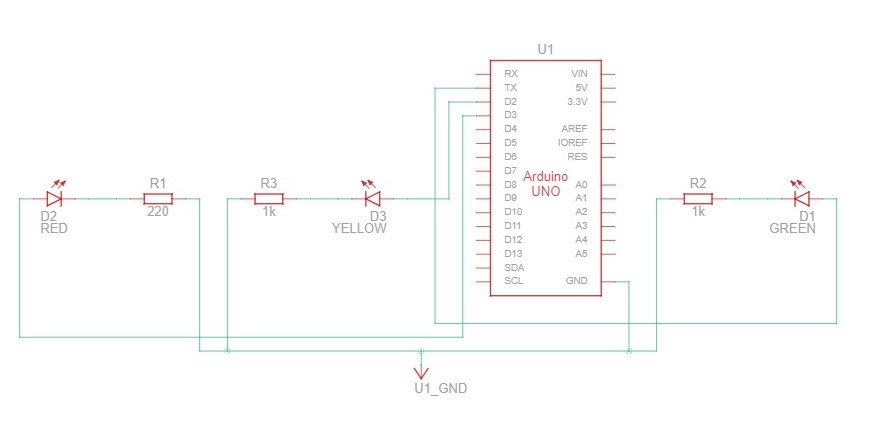 U1
RX VIN
TX 5V
D2 3.3V
D3
D4 AREF
D5 IOREF
D6 RES
D7
Arduino
UNO
D8 A0
D9 A1
D10 A2
D11 A3
D12 A4
D13 A5
SDA
SCL GND
D2
RED
R1
220
R3
1k
D3
YELLOW
R2
1k
D1
GREEN
U1_GND